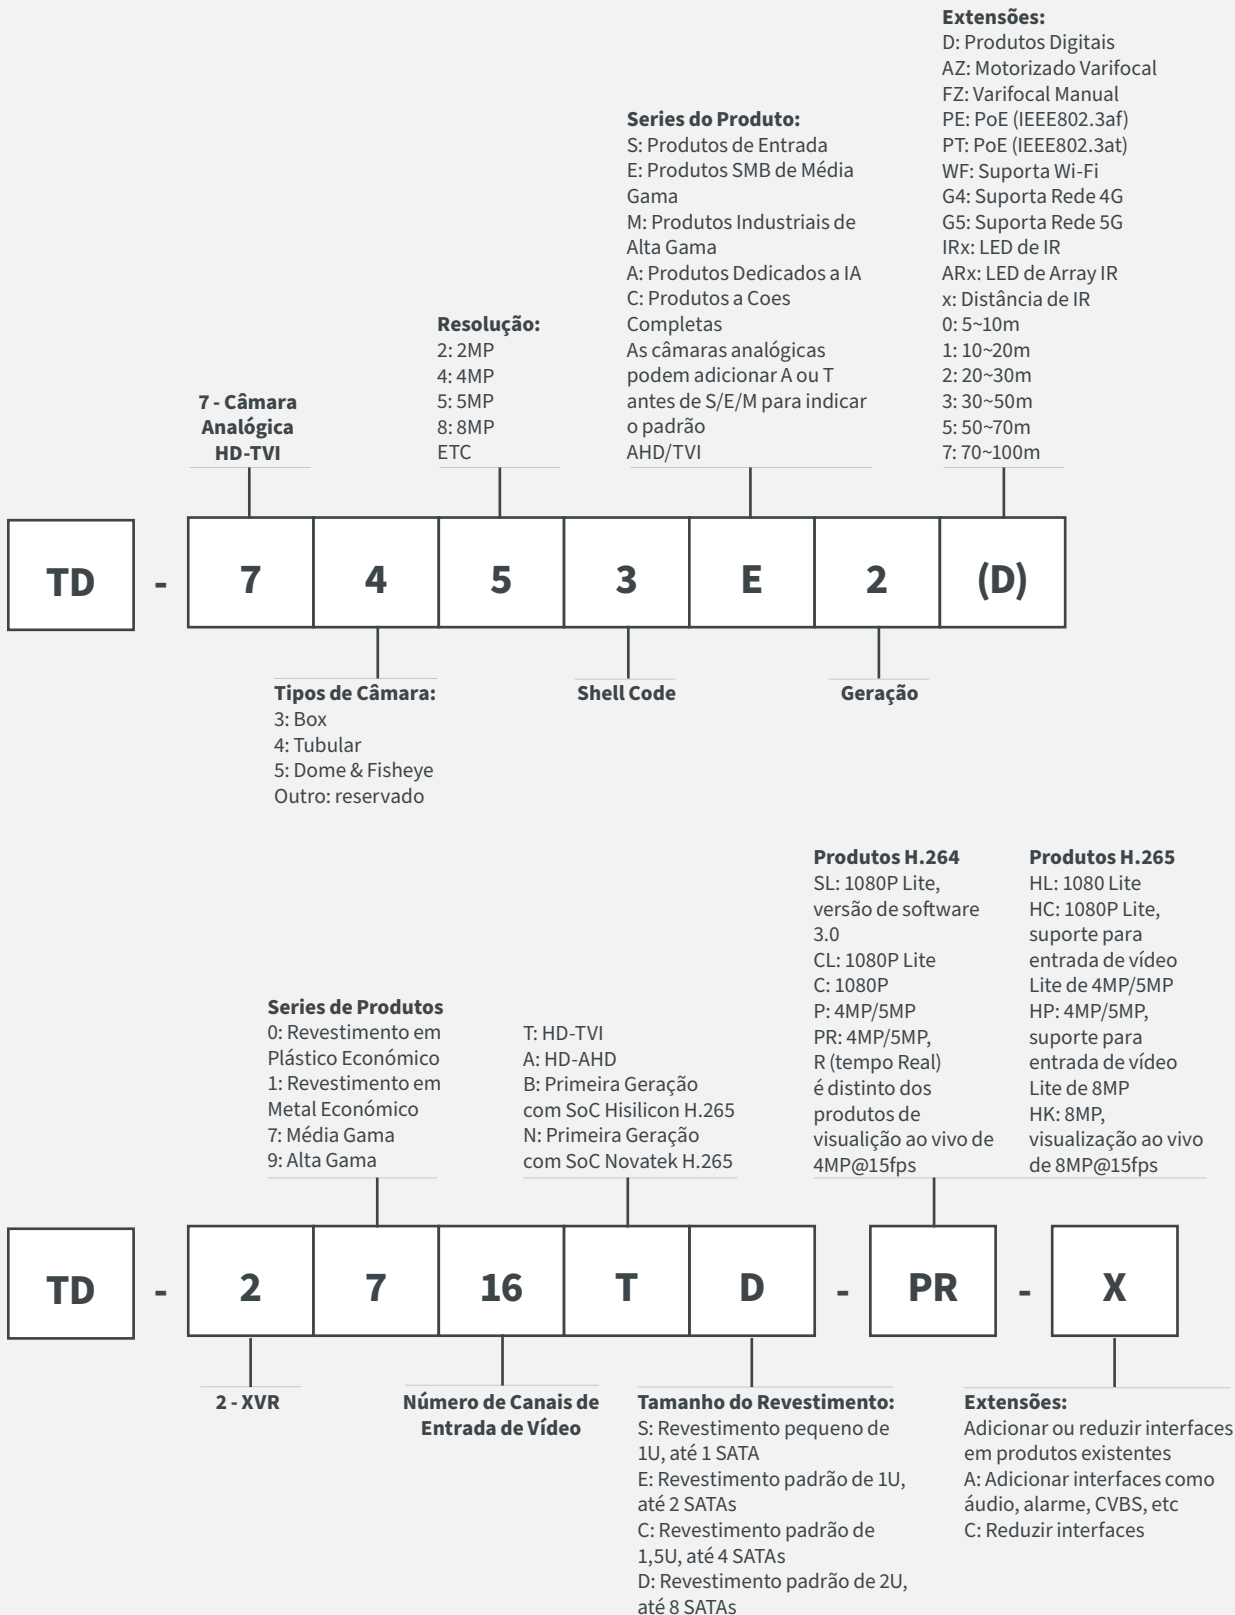 7 - Câmara
Analógica
HD-TVI
Resolução:
2: 2MP
4: 4MP
5: 5MP
8: 8MP
ETC
Series do Produto:
S: Produtos de Entrada
E: Produtos SMB de Média
Gama
M: Produtos Industriais de
Alta Gama
A: Produtos Dedicados a IA
C: Produtos a Coes
Completas
As câmaras analógicas
podem adicionar A ou T
antes de S/E/M para indicar
o padrão
AHD/TVI
Extensões:
D: Produtos Digitais
AZ: Motorizado Varifocal
FZ: Varifocal Manual
PE: PoE (IEEE802.3af)
PT: PoE (IEEE802.3at)
WF: Suporta Wi-Fi
G4: Suporta Rede 4G
G5: Suporta Rede 5G
IRx: LED de IR
ARx: LED de Array IR
x: Distância de IR
0: 5~10m
1: 10~20m
2: 20~30m
3: 30~50m
5: 50~70m
7: 70~100m
TD - 7 4 5 3 E 2 (D)
Tipos de Câmara:
3: Box
4: Tubular
5: Dome & Fisheye
Outro: reservado
Shell Code
Geração
Series de Produtos
0: Revestimento em
Plástico Económico
1: Revestimento em
Metal Económico
7: Média Gama
9: Alta Gama
T: HD-TVI
A: HD-AHD
B: Primeira Geração
com SoC Hisilicon H.265
N: Primeira Geração
com SoC Novatek H.265
Produtos H.264
SL: 1080P Lite,
versão de software
3.0
CL: 1080P Lite
C: 1080P
P: 4MP/5MP
PR: 4MP/5MP,
R (tempo Real)
é distinto dos
produtos de
visualição ao vivo de
4MP@15fps
Produtos H.265
HL: 1080 Lite
HC: 1080P Lite,
suporte para
entrada de vídeo
Lite de 4MP/5MP
HP: 4MP/5MP,
suporte para
entrada de vídeo
Lite de 8MP
HK: 8MP,
visualização ao vivo
de 8MP@15fps
TD - 2 7 16 T D - PR - X
2 - XVR
Número de Canais de
Entrada de Vídeo
Tamanho do Revestimento:
S: Revestimento pequeno de
1U, até 1 SATA
E: Revestimento padrão de 1U,
até 2 SATAs
C: Revestimento padrão de
1,5U, até 4 SATAs
D: Revestimento padrão de 2U,
até 8 SATAs
Extensões:
Adicionar ou reduzir interfaces
em produtos existentes
A: Adicionar interfaces como
áudio, alarme, CVBS, etc
C: Reduzir interfaces